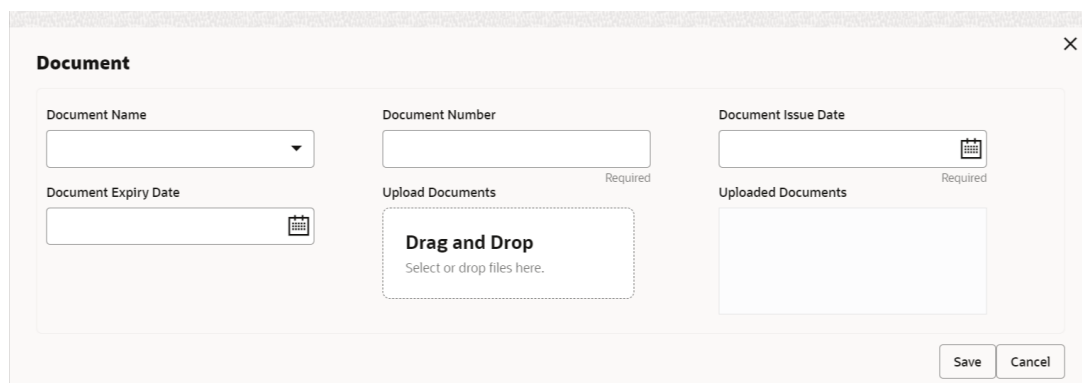 Document
Document Name
Document Number
Document Issue Date
Required
Required
Document Expiry Date
Upload Documents
Uploaded Documents
Drag and Drop
Select or drop files here.
Save
Cancel